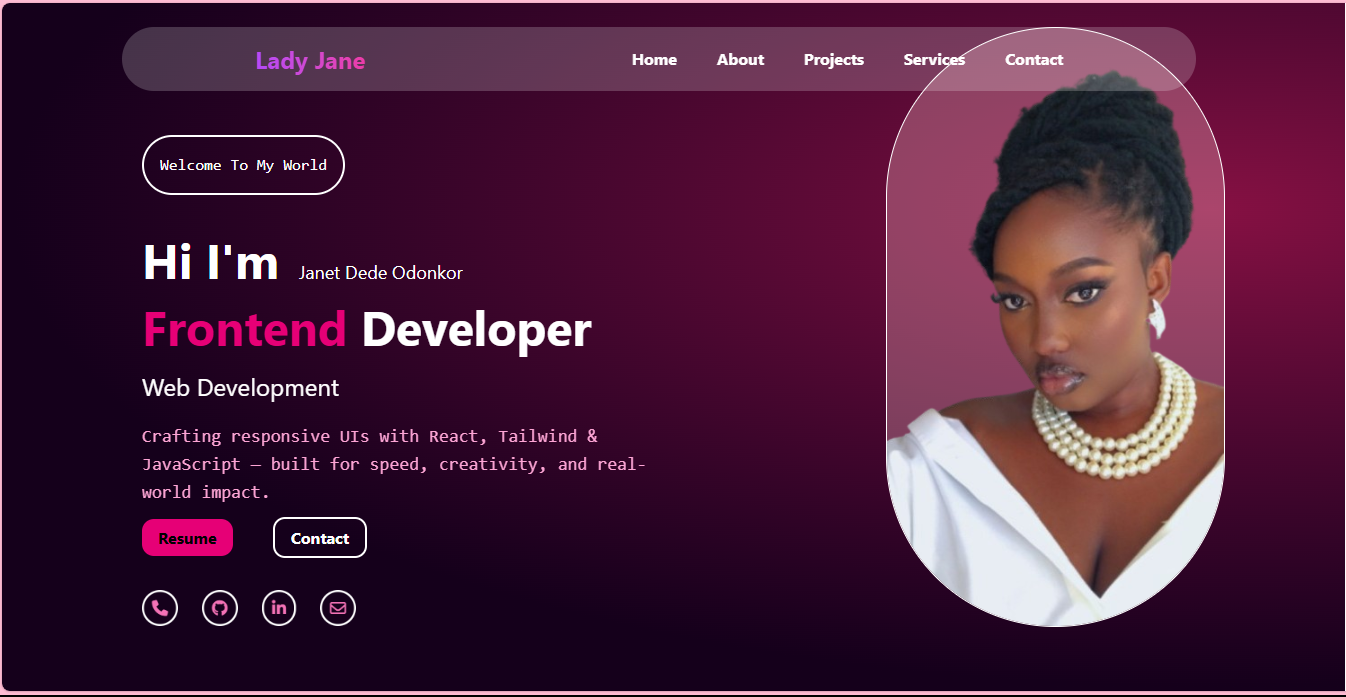 Lady Jane
Home About Projects Services Contact
Welcome To My World
Hi I'm Janet Dede Odonkor
Frontend Developer
Web Development
Crafting responsive UIs with React, Tailwind &
JavaScript — built for speed, creativity, and real-
world impact.
Resume Contact
in